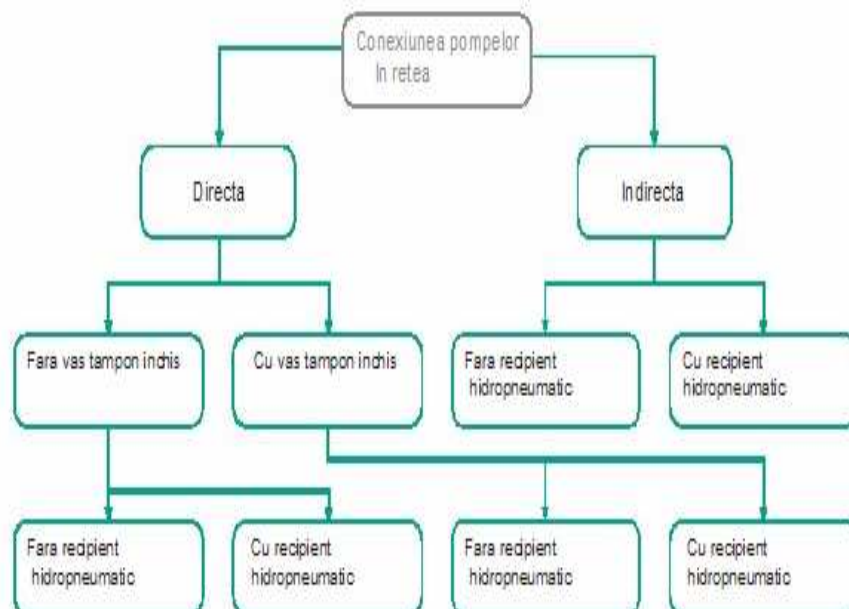 Conexiunea pompelor
In retea
Directa
Indirecta
Fara vas tampon inchis
Cu vas tampon inchis
Fara recipient
hidropneumatic
Cu recipient
hidropneumatic
Fara recipient
hidropneumatic
Cu recipient
hidropneumatic
Fara recipient
hidropneumatic
Cu recipient
hidropneumatic